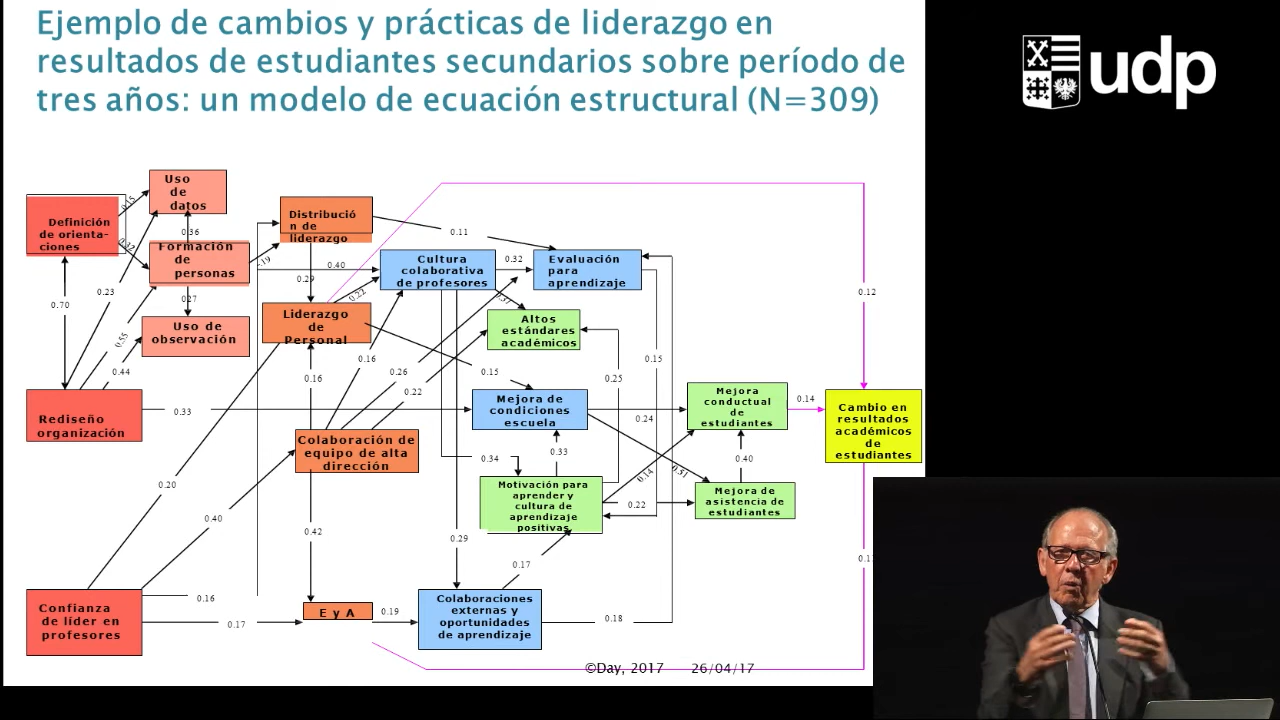 Ejemplo de cambios y prácticas de liderazgo en
resultados de estudiantes secundarios sobre período de
tres años: un modelo de ecuación estructural (N=309)
udp
Uso
de
datos
Definición
de orienta-
ciones
0.15
0.32
0.36
Formación
de
personas
.19
Distribució
n de
liderazgo
0.11
0.40
0.29
Cultura
colaborativa
de profesores
0.32
Evaluación
para
aprendizaje
0.70
0.23
0.27
0.22
0.12
Uso de
observación
Liderazgo
de
Personal
Altos
estándares
académicos
0.55
0.44
0.16
0.16
0.26
0.22
0.15
0.25
0.15
Rediseño
organización
0.33
Mejora de
condiciones
escuela
0.24
Mejora
conductual
de
estudiantes
0.14
Cambio en
resultados
académicos
de
estudiantes
Colaboración de
equipo de alta
dirección
0.34
0.33
0.14
0.51
0.40
0.20
Motivación para
aprender y
cultura de
aprendizaje
positivas
0.22
Mejora de
asistencia de
estudiantes
0.40
0.42
0.29
0.17
Confianza
de líder en
profesores
0.16
0.17
E y A
0.19
Colaboraciones
externas y
oportunidades
de aprendizaje
0.18
©Day, 2017
26/04/17